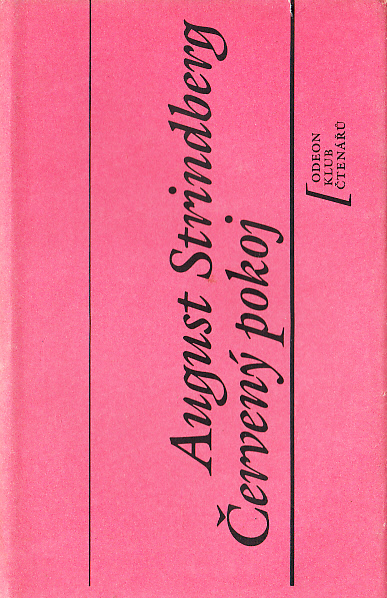 August Strindberg
Červený pokoj
ODEON
KLUB
ČTENÁŘŮ